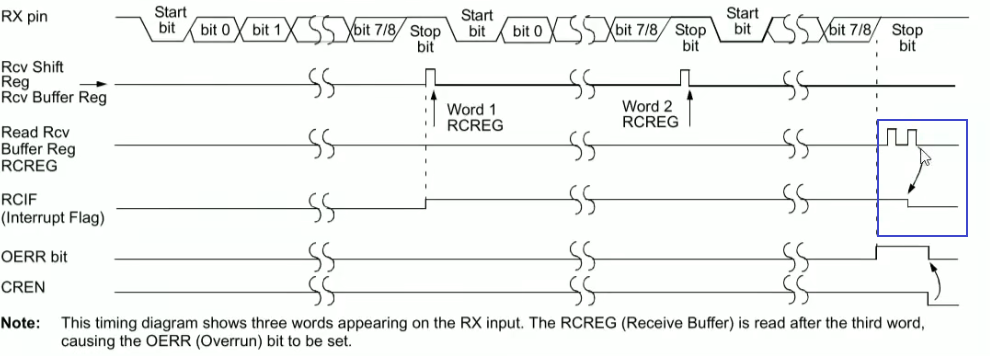 RX pin
Start bit
bit 0
bit 1
bit 7/8
Stop bit
Start bit
bit 0
bit 7/8
Stop bit
Start bit
bit 7/8
Stop bit
Rcv Shift
Reg
Rcv Buffer Reg
Word 1
RCREG
Word 2
RCREG
Read Rcv
Buffer Reg
RCREG
RCIF
(Interrupt Flag)
OERR bit
CREN
Note: This timing diagram shows three words appearing on the RX input. The RCREG (Receive Buffer) is read after the third word,
causing the OERR (Overrun) bit to be set.